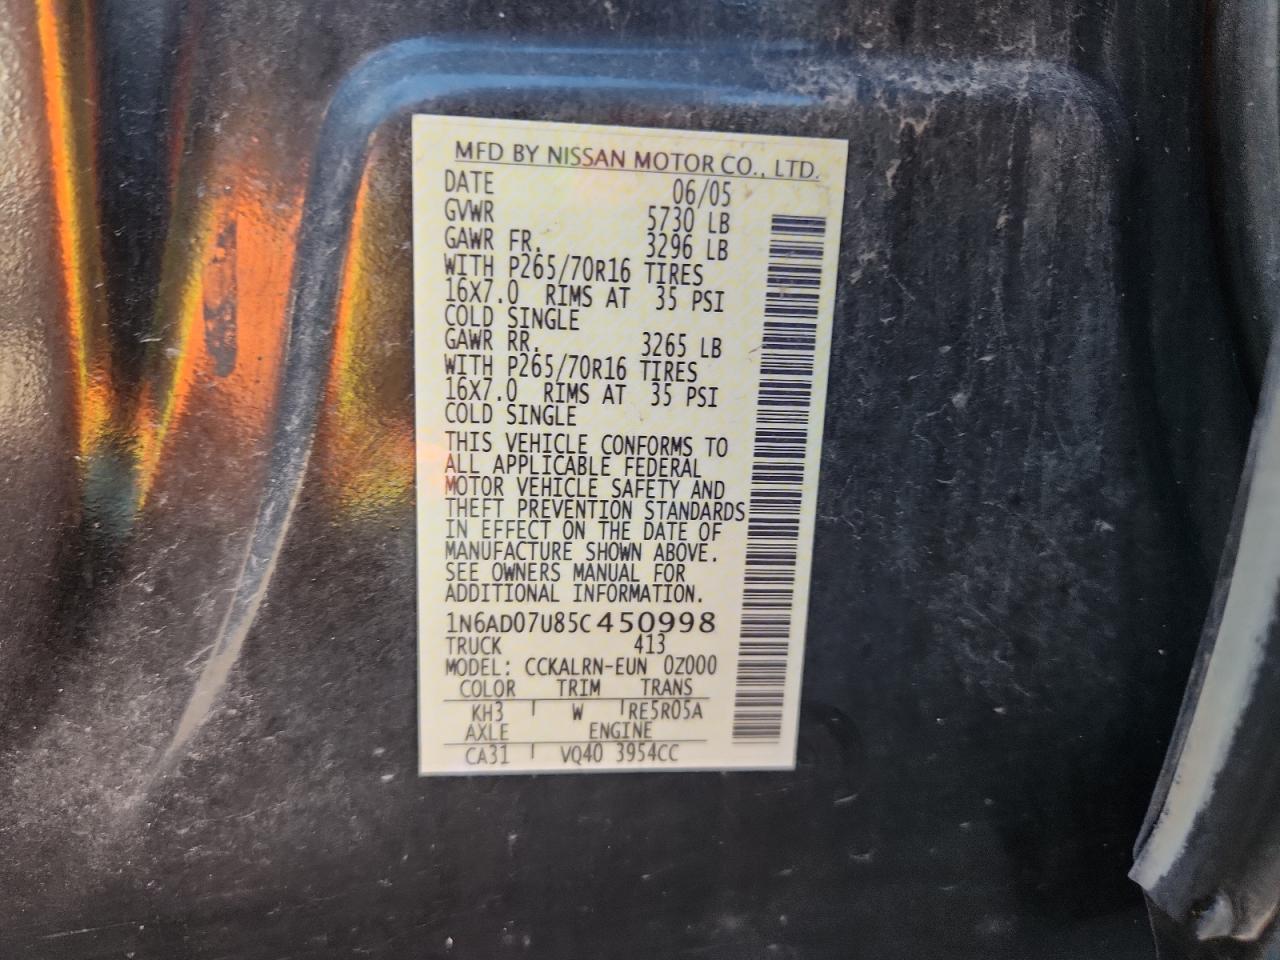 MFD BY NISSAN MOTOR CO., LTD.
DATE 06/05
GVWR 5730 LB
GAWR FR. 3296 LB
WITH P265/70R16 TIRES
16X7.0 RIMS AT 35 PSI
COLD SINGLE
GAWR RR. 3265 LB
WITH P265/70R16 TIRES
16X7.0 RIMS AT 35 PSI
COLD SINGLE
THIS VEHICLE CONFORMS TO
ALL APPLICABLE FEDERAL
MOTOR VEHICLE SAFETY AND
THEFT PREVENTION STANDARDS
IN EFFECT ON THE DATE OF
MANUFACTURE SHOWN ABOVE.
SEE OWNERS MANUAL FOR
ADDITIONAL INFORMATION.
1N6AD07U85C450998
TRUCK 413
MODEL: CCKALRN-EUN 0Z000
COLOR TRIM TRANS
KH3 W RE5R05A
AXLE ENGINE
CA31 VQ40 3954CC